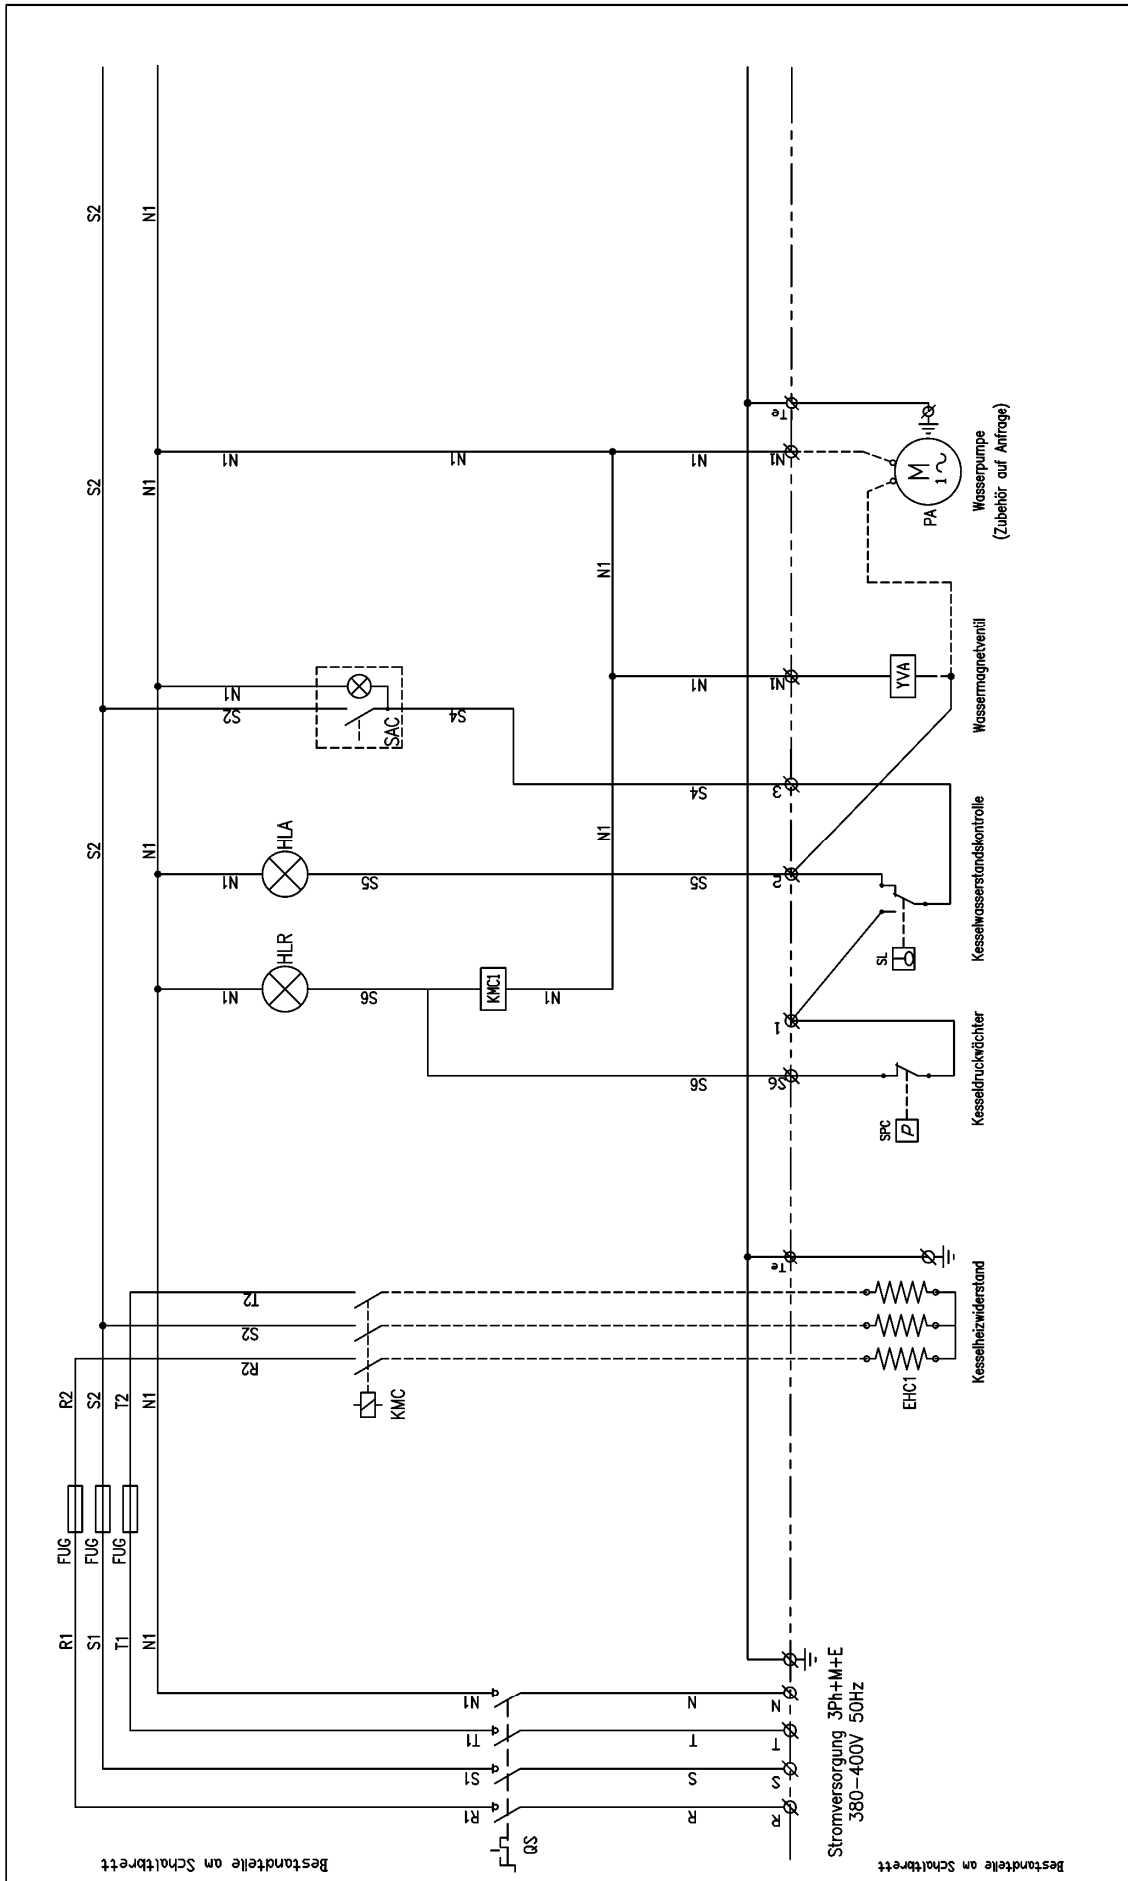 S2
N1
S2
N1
N1
N1
N1
N1
Te
M
1~
PA
Wasserpumpe
(Zubehör auf Anfrage)
N1
N1
S2
SAC
S4
N1
N1
YVA
Wassermagnetventil
S2
N1
N1
HLA
S5
N1
S5
2
S4
3
SL
Kesselwasserstandskontrolle
N1
HLR
S6
KMC1
N1
S6
S6
1
SPC
P
Kesseldruckwächter
T2
S2
R2
KMC
Te
EHC1
Kesselheizwiderstand
R2
S2
T2
N1
FUG
FUG
FUG
R1
S1
T1
N1
N1
T1
S1
R1
QS
N
T
S
R
N
T
S
R
Stromversorgung 3Ph+M+E
380-400V 50Hz
Bestandteile am Schaltbrett
Bestandteile am Schaltbrett